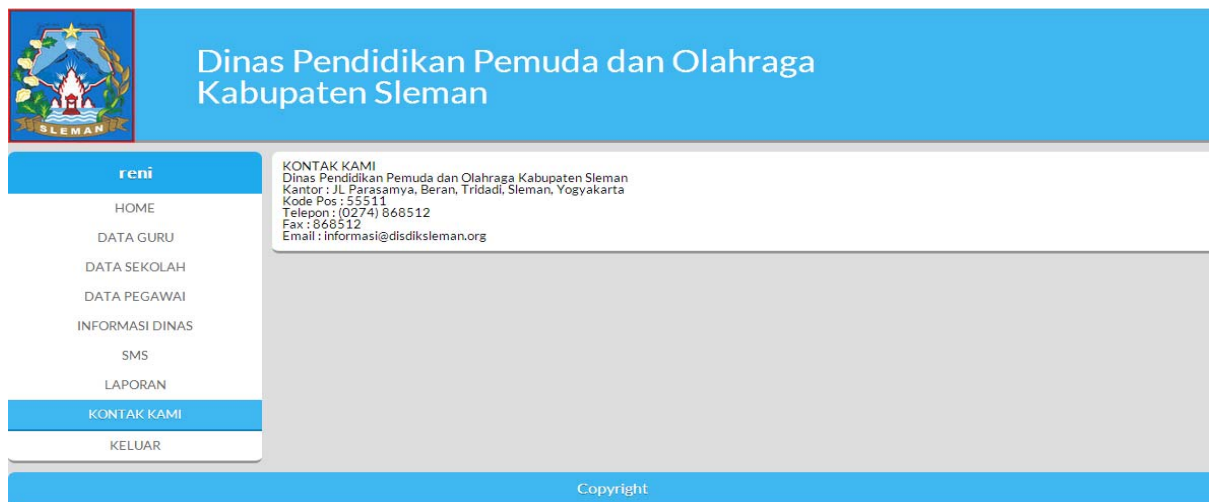 SLEMAN
Dinas Pendidikan Pemuda dan Olahraga
Kabupaten Sleman
reni
HOME
DATA GURU
DATA SEKOLAH
DATA PEGAWAI
INFORMASI DINAS
SMS
LAPORAN
KONTAK KAMI
KELUAR
KONTAK KAMI
Dinas Pendidikan Pemuda dan Olahraga Kabupaten Sleman
Kantor : JL Parasamya, Beran, Tridadi, Sleman, Yogyakarta
Kode Pos : 55511
Telepon : (0274) 868512
Fax : 868512
Email : informasi@disdiksleman.org
Copyright